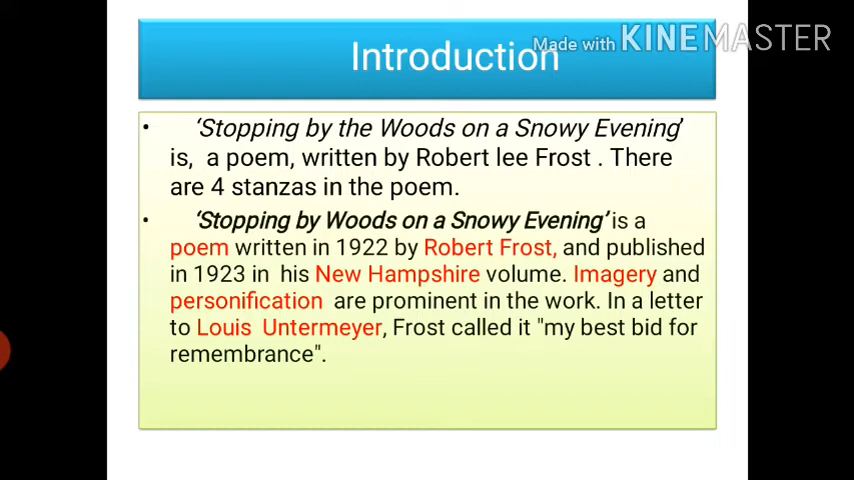 Introduction
Made with KINEMASTER
• ‘Stopping by the Woods on a Snowy Evening’
is, a poem, written by Robert lee Frost . There
are 4 stanzas in the poem.
• ‘Stopping by Woods on a Snowy Evening’ is a
poem written in 1922 by Robert Frost, and published
in 1923 in his New Hampshire volume. Imagery and
personification are prominent in the work. In a letter
to Louis Untermeyer, Frost called it "my best bid for
remembrance".